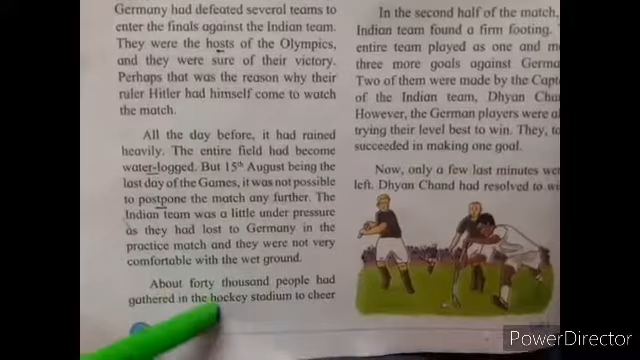 Germany had defeated several teams to
enter the finals against the Indian team.
They were the hosts of the Olympics,
and they were sure of their victory.
Perhaps that was the reason why their
ruler Hitler had himself come to watch
the match.
All the day before, it had rained
heavily. The entire field had become
water-logged. But 15th August being the
last day of the Games, it was not possible
to postpone the match any further. The
Indian team was a little under pressure
as they had lost to Germany in the
practice match and they were not very
comfortable with the wet ground.
About forty thousand people had
gathered in the hockey stadium to cheer
In the second half of the match,
Indian team found a firm footing.
entire team played as one and
three more goals against
Two of them were made by the
of the Indian team, Dhyan
However, the German players were
trying their level best to win. They,
succeeded in making one goal.
Now, only a few last minutes
left. Dhyan Chand had resolved to
PowerDirector